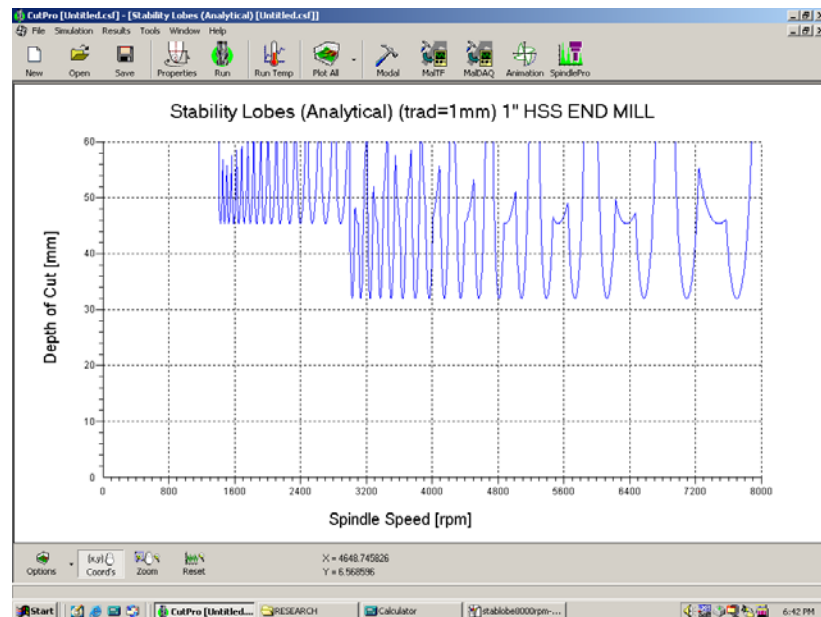 CutPro [Untitled.csf] - [Stability Lobes (Analytical) [Untitled.csf]]
File Simulation Results Tools Window Help
New Open Save Properties Run Run Temp Plot All Modal MalTF MalDAQ Animation SpindlePro
Stability Lobes (Analytical) (trad=1mm) 1" HSS END MILL
60
50
40
30
20
10
0
Depth of Cut [mm]
0 800 1600 2400 3200 4000 4800 5600 6400 7200 8000
Spindle Speed [rpm]
Options (x,y) Coord's Zoom Reset
X = 4648.745826
Y = 6.568596
Start CutPro [Untitled... RESEARCH Calculator stablobe8000rpm-... 6:42 PM